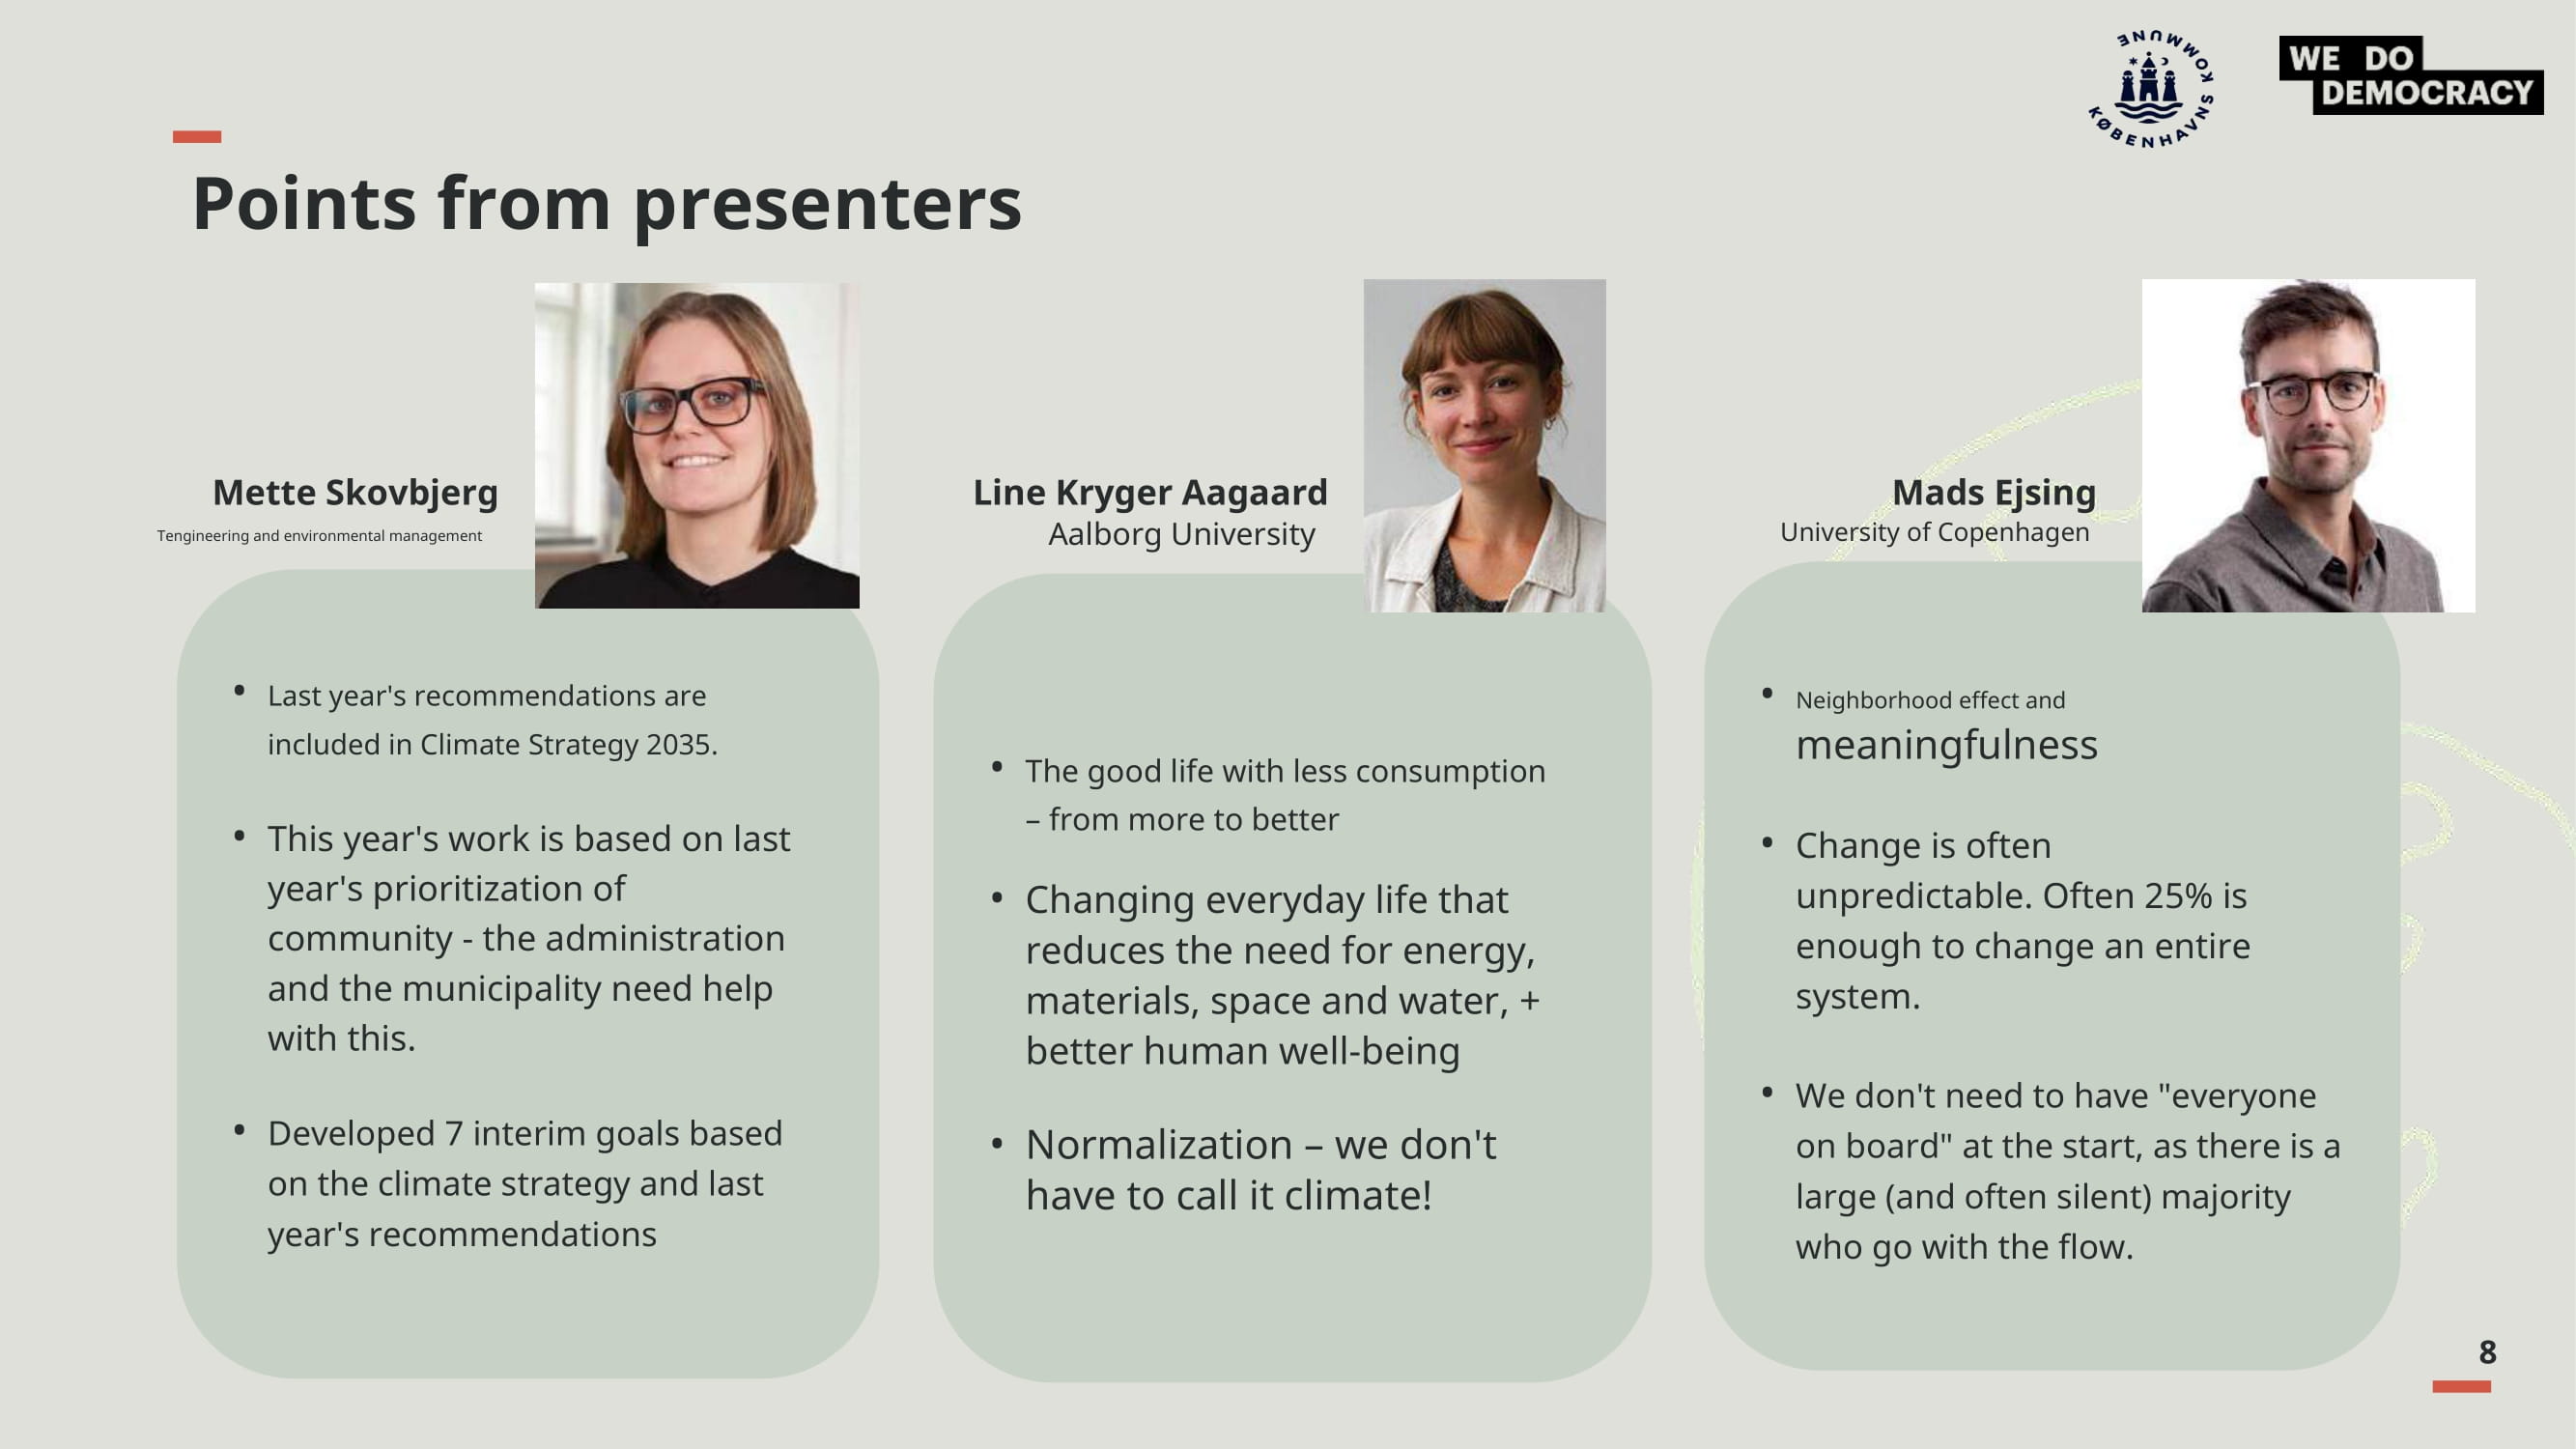 KØBENHAVNS KOMMUNE
WE DO
DEMOCRACY
Points from presenters
Mette Skovbjerg
Tengineering and environmental management
• Last year's recommendations are
included in Climate Strategy 2035.
• This year's work is based on last
year's prioritization of
community - the administration
and the municipality need help
with this.
• Developed 7 interim goals based
on the climate strategy and last
year's recommendations
Line Kryger Aagaard
Aalborg University
• The good life with less consumption
– from more to better
• Changing everyday life that
reduces the need for energy,
materials, space and water, +
better human well-being
• Normalization – we don't
have to call it climate!
Mads Ejsing
University of Copenhagen
• Neighborhood effect and
meaningfulness
• Change is often
unpredictable. Often 25% is
enough to change an entire
system.
• We don't need to have "everyone
on board" at the start, as there is a
large (and often silent) majority
who go with the flow.
8